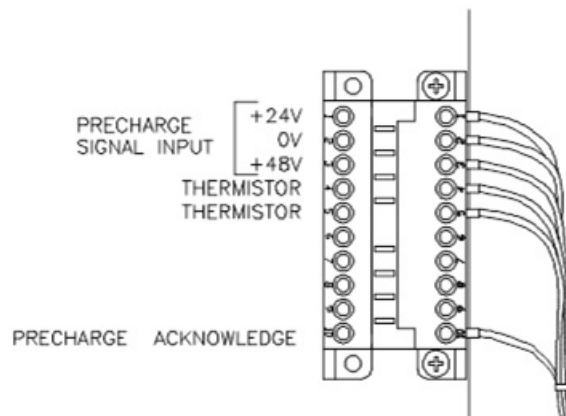 +24V
PRECHARGE
SIGNAL INPUT
0V
+48V
THERMISTOR
THERMISTOR
PRECHARGE ACKNOWLEDGE